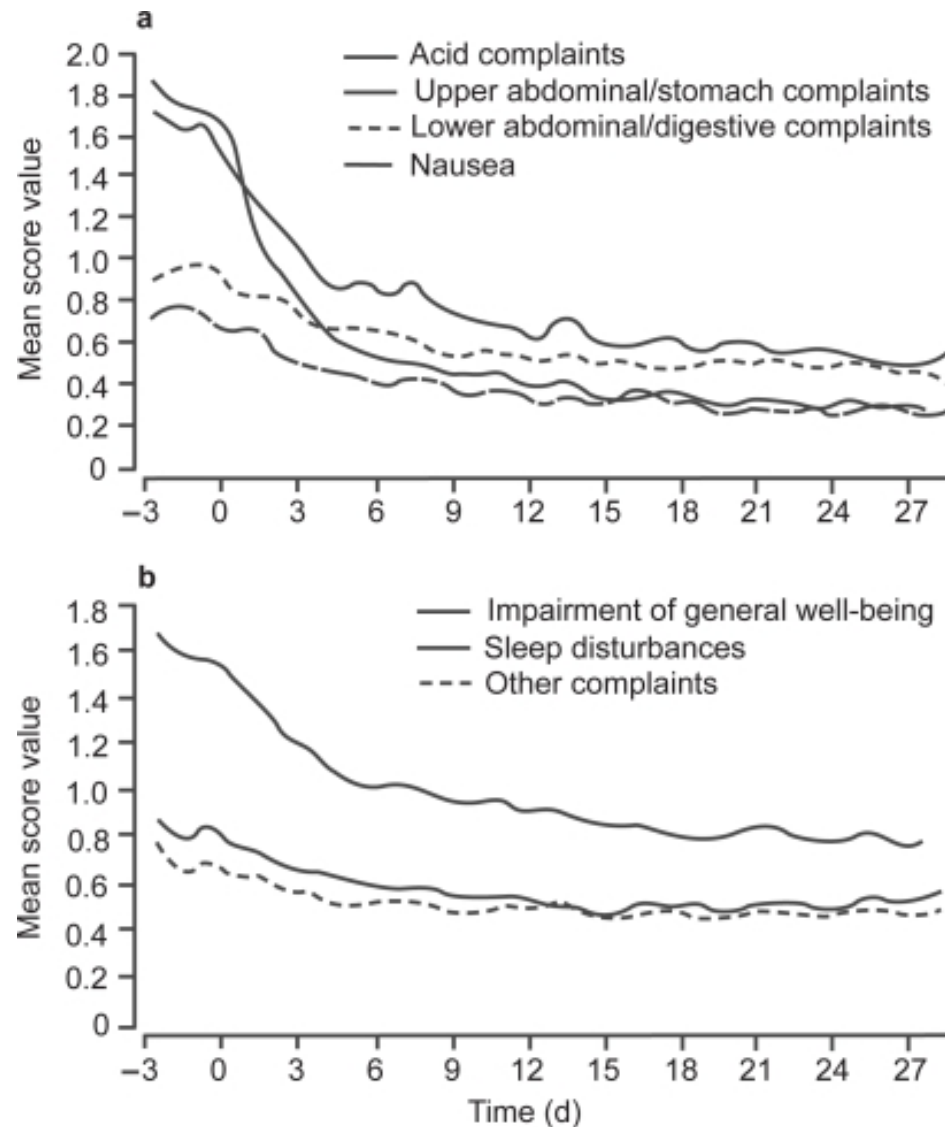 a
Acid complaints
Upper abdominal/stomach complaints
Lower abdominal/digestive complaints
Nausea
Mean score value
2.0
1.8
1.6
1.4
1.2
1.0
0.8
0.6
0.4
0.2
0
–3 0 3 6 9 12 15 18 21 24 27
b
Impairment of general well-being
Sleep disturbances
Other complaints
Mean score value
1.8
1.6
1.4
1.2
1.0
0.8
0.6
0.4
0.2
0
–3 0 3 6 9 12 15 18 21 24 27
Time (d)